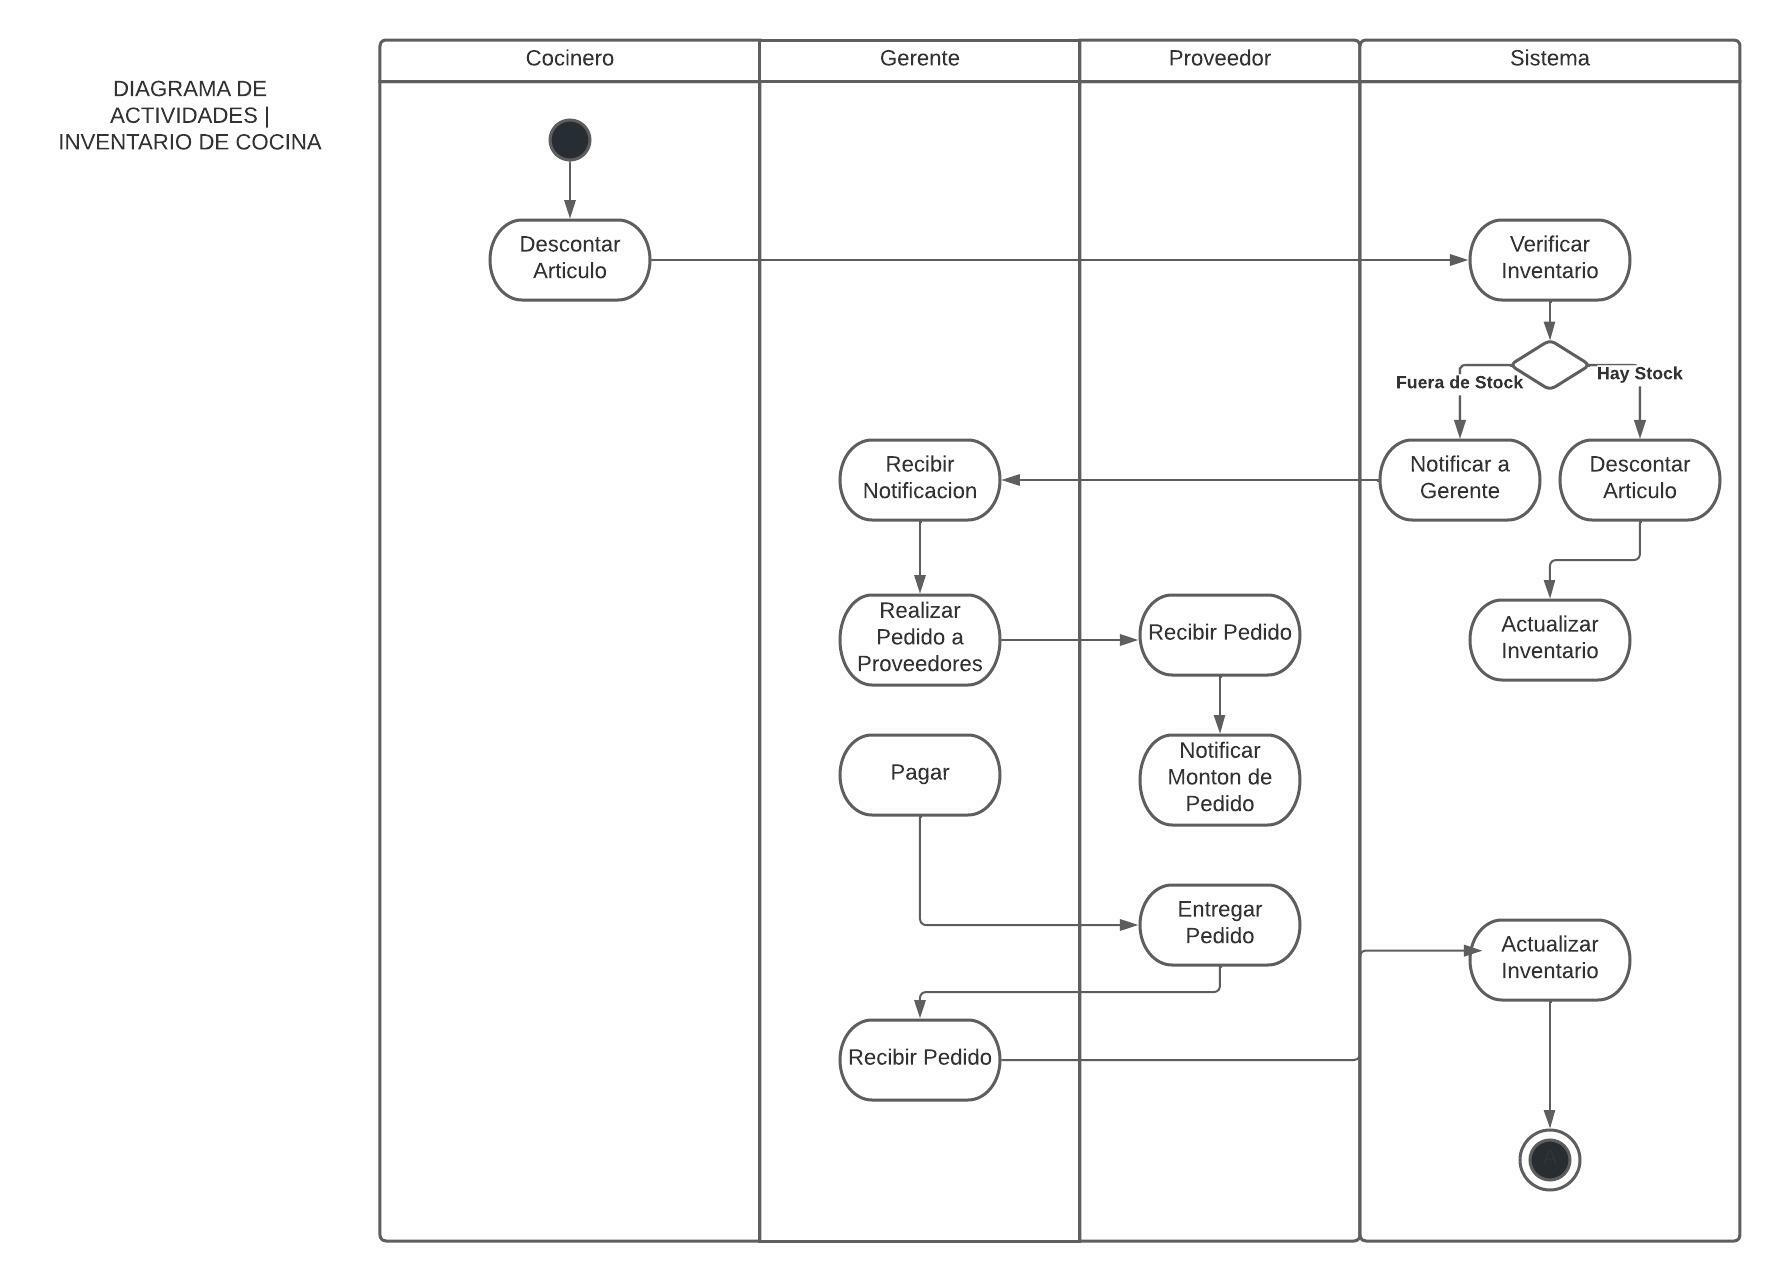 DIAGRAMA DE
ACTIVIDADES |
INVENTARIO DE COCINA
Cocinero
Gerente
Proveedor
Sistema
Descontar
Articulo
Verificar
Inventario
Fuera de Stock
Hay Stock
Recibir
Notificacion
Notificar a
Gerente
Descontar
Articulo
Realizar
Pedido a
Proveedores
Recibir Pedido
Actualizar
Inventario
Pagar
Notificar
Monton de
Pedido
Entregar
Pedido
Actualizar
Inventario
Recibir Pedido
A